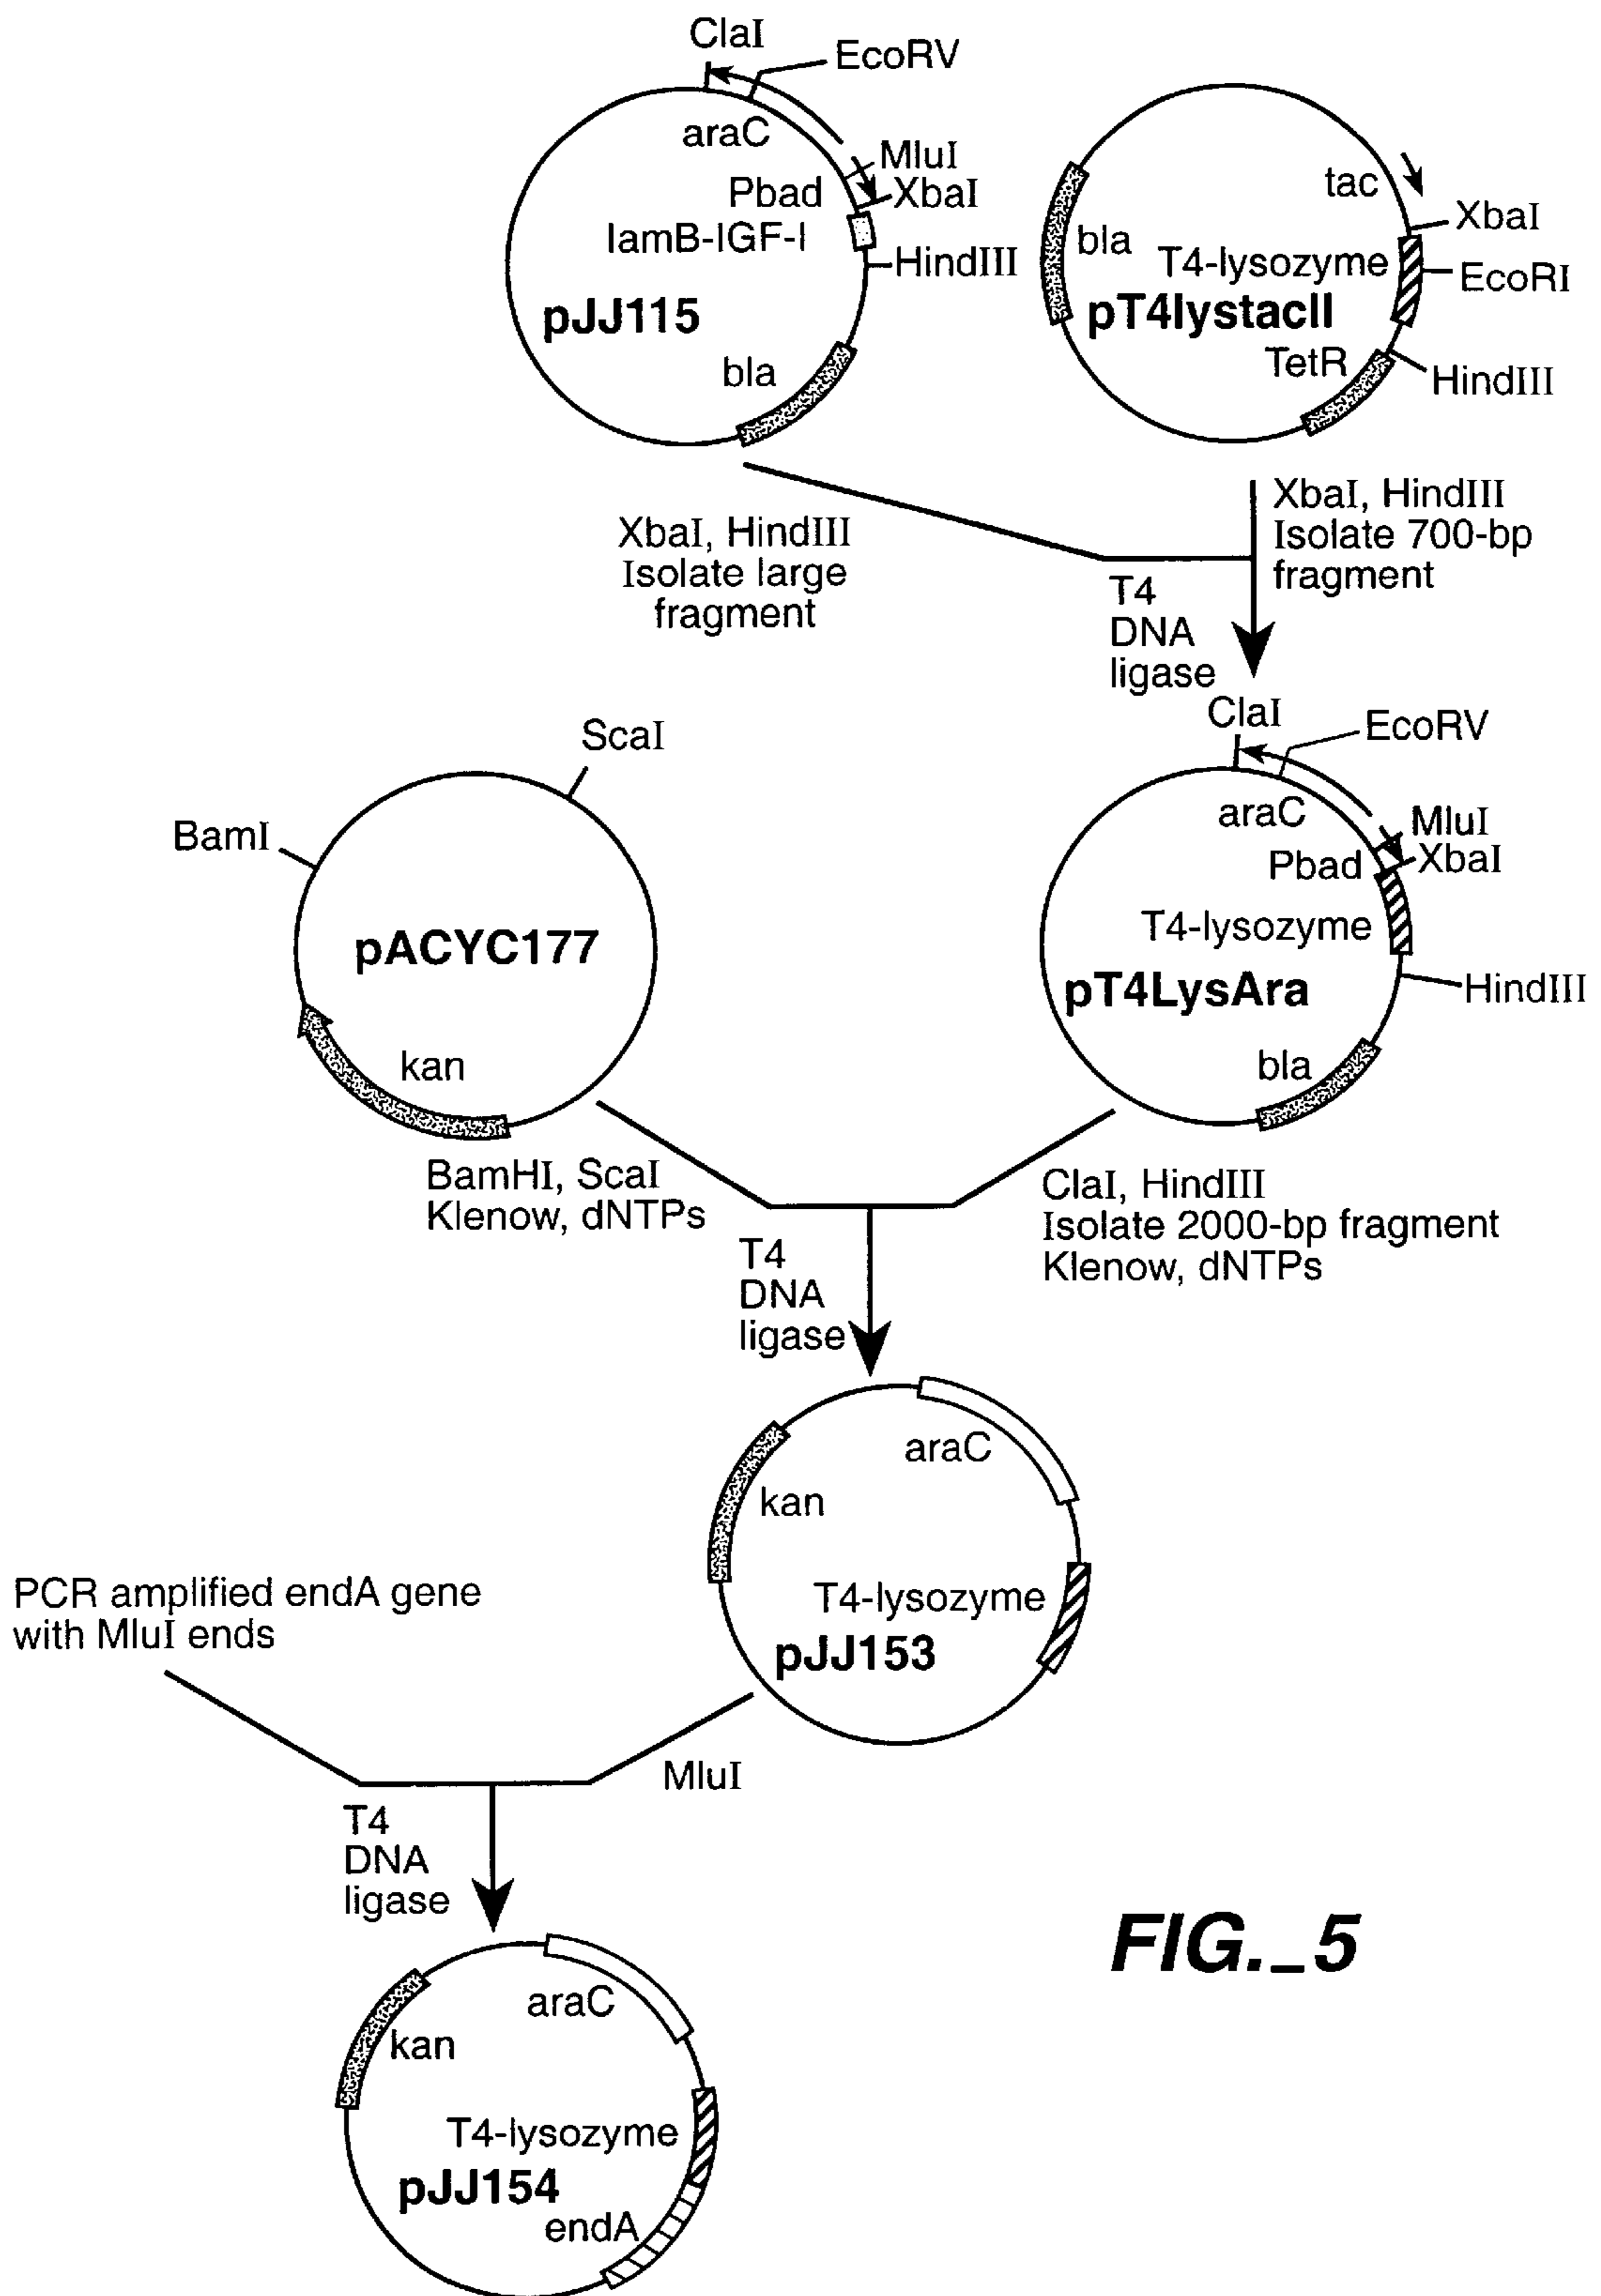 ClaI
EcoRV
araC
MluI
Pbad
XbaI
lamB-IGF-I
HindIII
pJJ115
bla
tac
XbaI
bla
T4-lysozyme
EcoRI
pT4lystacII
TetR
HindIII
XbaI, HindIII
Isolate large
fragment
XbaI, HindIII
Isolate 700-bp
fragment
T4
DNA
ligase
ScaI
BamI
pACYC177
kan
ClaI
EcoRV
araC
MluI
Pbad
XbaI
T4-lysozyme
pT4LysAra
HindIII
bla
BamHI, ScaI
Klenow, dNTPs
ClaI, HindIII
Isolate 2000-bp fragment
Klenow, dNTPs
T4
DNA
ligase
araC
kan
T4-lysozyme
pJJ153
PCR amplified endA gene
with MluI ends
MluI
T4
DNA
ligase
araC
kan
T4-lysozyme
pJJ154
endA
FIG._5